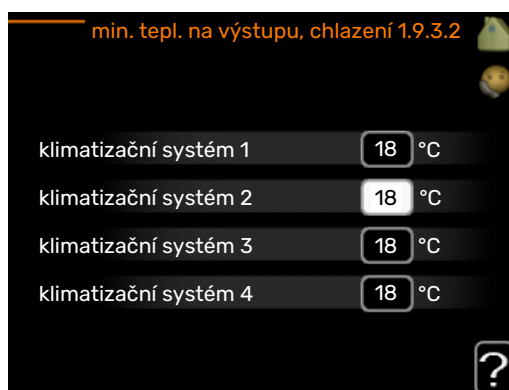 min. tepl. na výstupu, chlazení 1.9.3.2
klimatizační systém 1 18 °C
klimatizační systém 2 18 °C
klimatizační systém 3 18 °C
klimatizační systém 4 18 °C
?